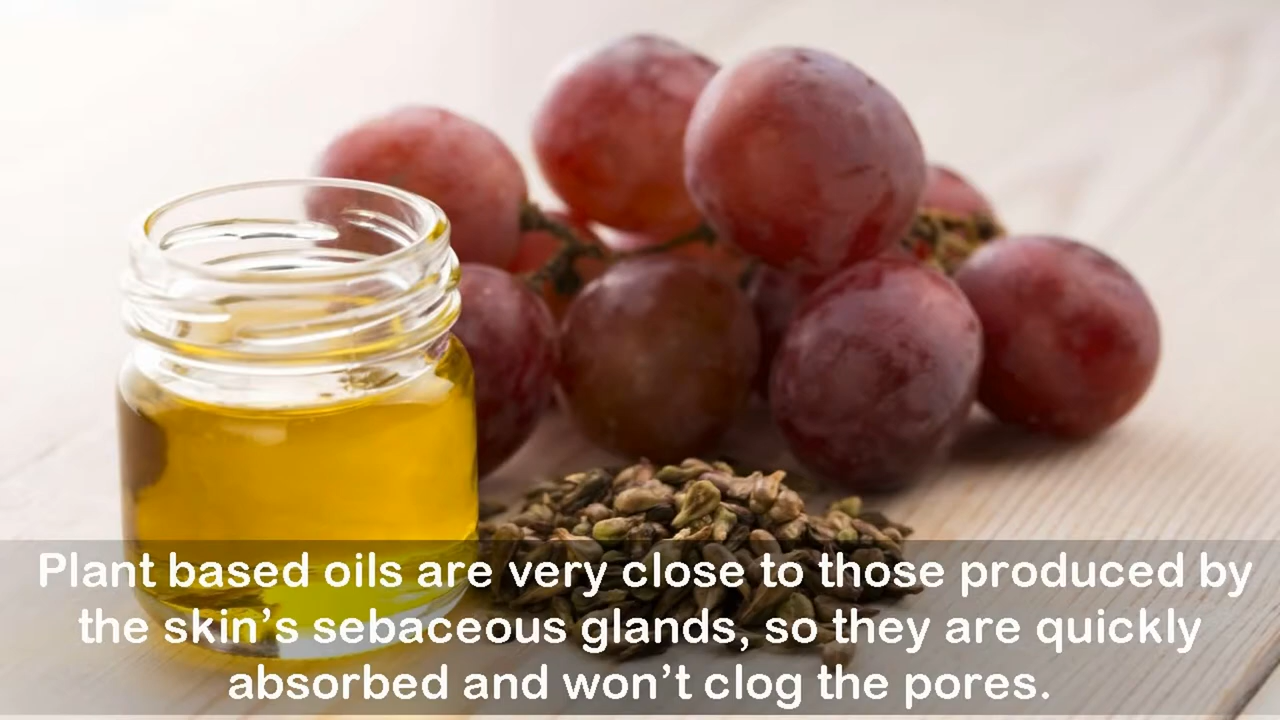 Plant based oils are very close to those produced by
the skin’s sebaceous glands, so they are quickly
absorbed and won’t clog the pores.